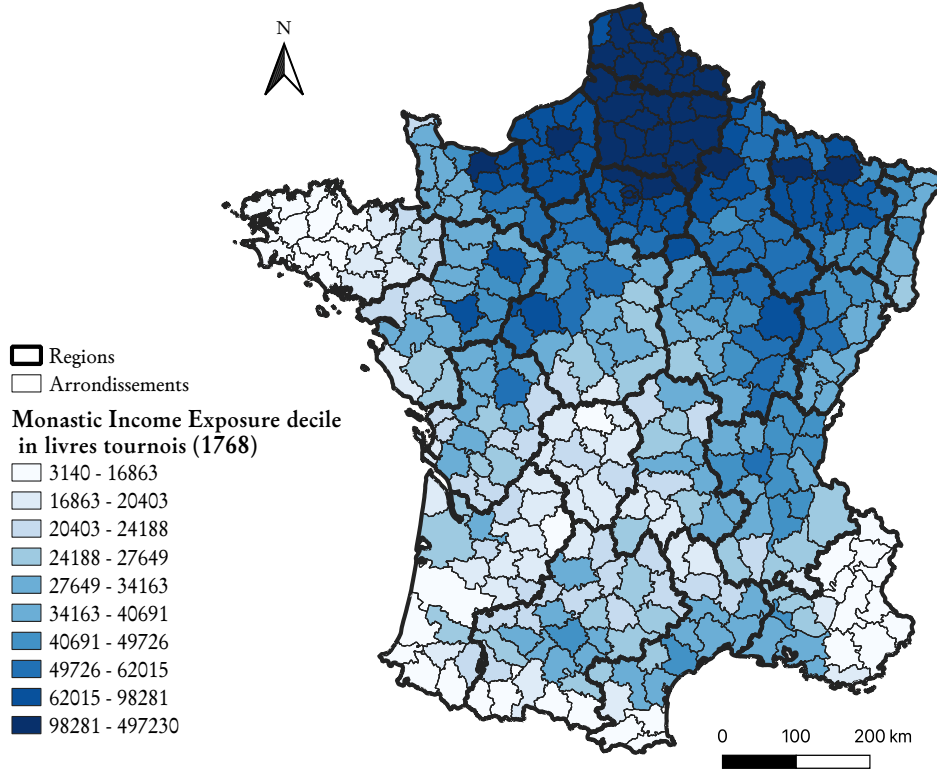 N
Regions
Arrondissements
Monastic Income Exposure decile
in livres tournois (1768)
3140 - 16863
16863 - 20403
20403 - 24188
24188 - 27649
27649 - 34163
34163 - 40691
40691 - 49726
49726 - 62015
62015 - 98281
98281 - 497230
0 100 200 km